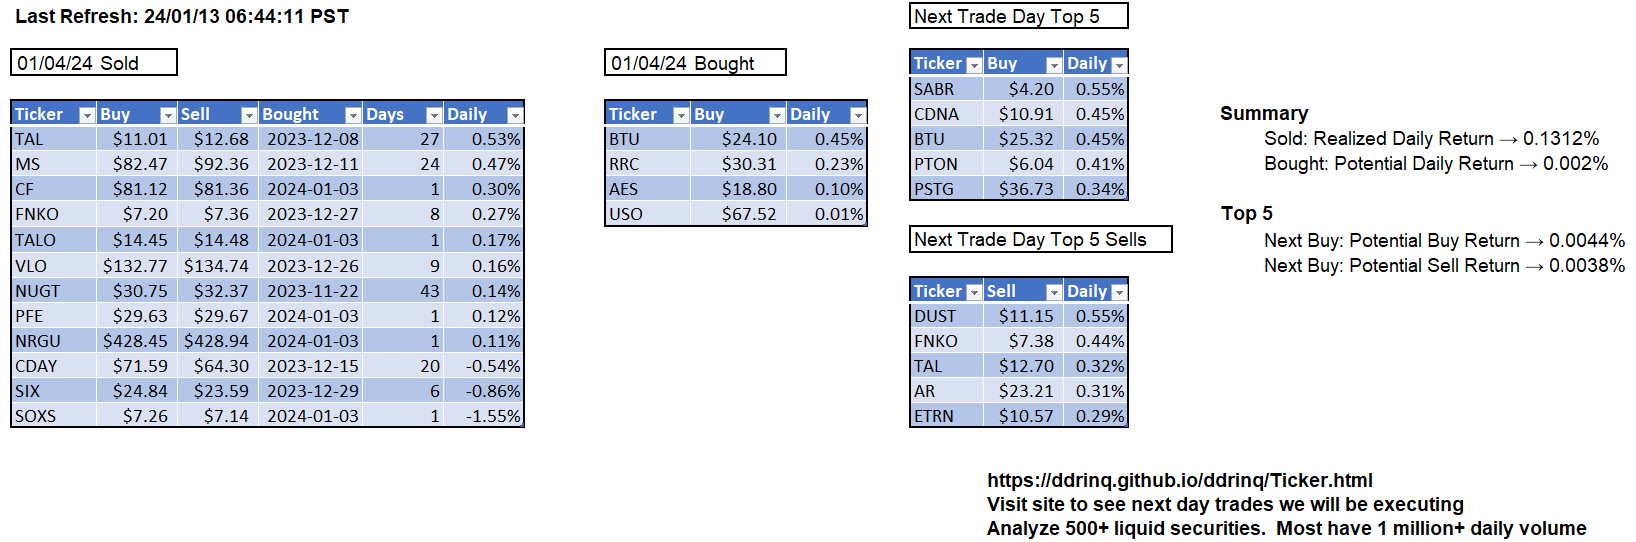 Last Refresh: 24/01/13 06:44:11 PST
01/04/24 Sold
Ticker Buy Sell Bought Days Daily
TAL $11.01 $12.68 2023-12-08 27 0.53%
MS $82.47 $92.36 2023-12-11 24 0.47%
CF $81.12 $81.36 2024-01-03 1 0.30%
FNKO $7.20 $7.36 2023-12-27 8 0.27%
TALO $14.45 $14.48 2024-01-03 1 0.17%
VLO $132.77 $134.74 2023-12-26 9 0.16%
NUGT $30.75 $32.37 2023-11-22 43 0.14%
PFE $29.63 $29.67 2024-01-03 1 0.12%
NRGU $428.45 $428.94 2024-01-03 1 0.11%
CDAY $71.59 $64.30 2023-12-15 20 -0.54%
SIX $24.84 $23.59 2023-12-29 6 -0.86%
SOXS $7.26 $7.14 2024-01-03 1 -1.55%
01/04/24 Bought
Ticker Buy Daily
BTU $24.10 0.45%
RRC $30.31 0.23%
AES $18.80 0.10%
USO $67.52 0.01%
Next Trade Day Top 5
Ticker Buy Daily
SABR $4.20 0.55%
CDNA $10.91 0.45%
BTU $25.32 0.45%
PTON $6.04 0.41%
PSTG $36.73 0.34%
Next Trade Day Top 5 Sells
Ticker Sell Daily
DUST $11.15 0.55%
FNKO $7.38 0.44%
TAL $12.70 0.32%
AR $23.21 0.31%
ETRN $10.57 0.29%
Summary
Sold: Realized Daily Return → 0.1312%
Bought: Potential Daily Return → 0.002%
Top 5
Next Buy: Potential Buy Return → 0.0044%
Next Buy: Potential Sell Return → 0.0038%
https://ddrinq.github.io/ddrinq/Ticker.html
Visit site to see next day trades we will be executing
Analyze 500+ liquid securities.  Most have 1 million+ daily volume